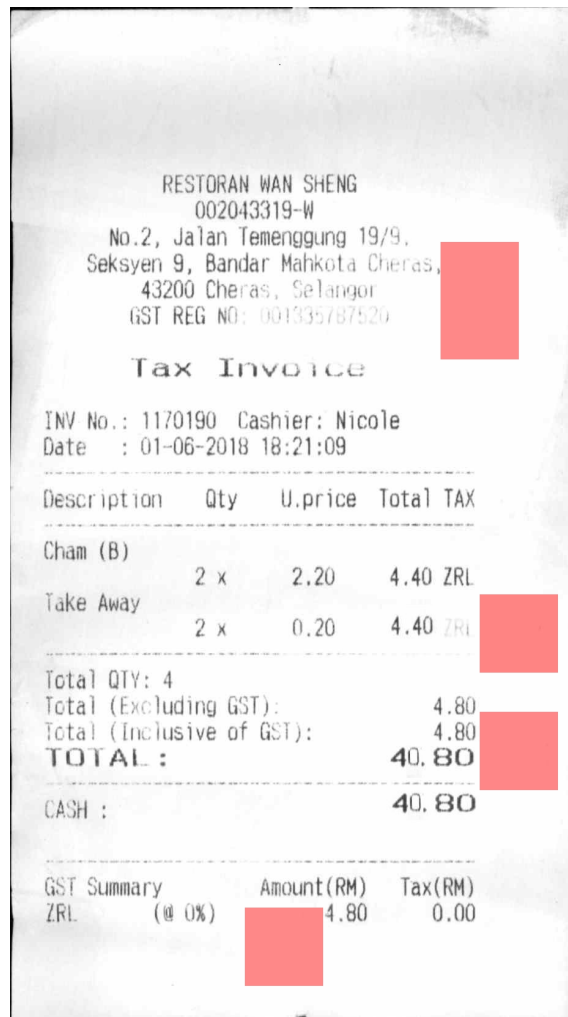 RESTORAN WAN SHENG
002043319-W
No.2, Jalan Temenggung 19/9,
Seksyen 9, Bandar Mahkota Cheras,
43200 Cheras, Selangor
GST REG NO: 001335787520
Tax Invoice
INV No.: 1170190 Cashier: Nicole
Date : 01-06-2018 18:21:09
Description Qty U.price Total TAX
Cham (B)
2 x 2.20 4.40 ZRL
Take Away
2 x 0.20 4.40 ZRL
Total QTY: 4
Total (Excluding GST): 4.80
Total (Inclusive of GST): 4.80
TOTAL: 40.80
CASH : 40.80
GST Summary Amount(RM) Tax(RM)
ZRL (@ 0%) 4.80 0.00